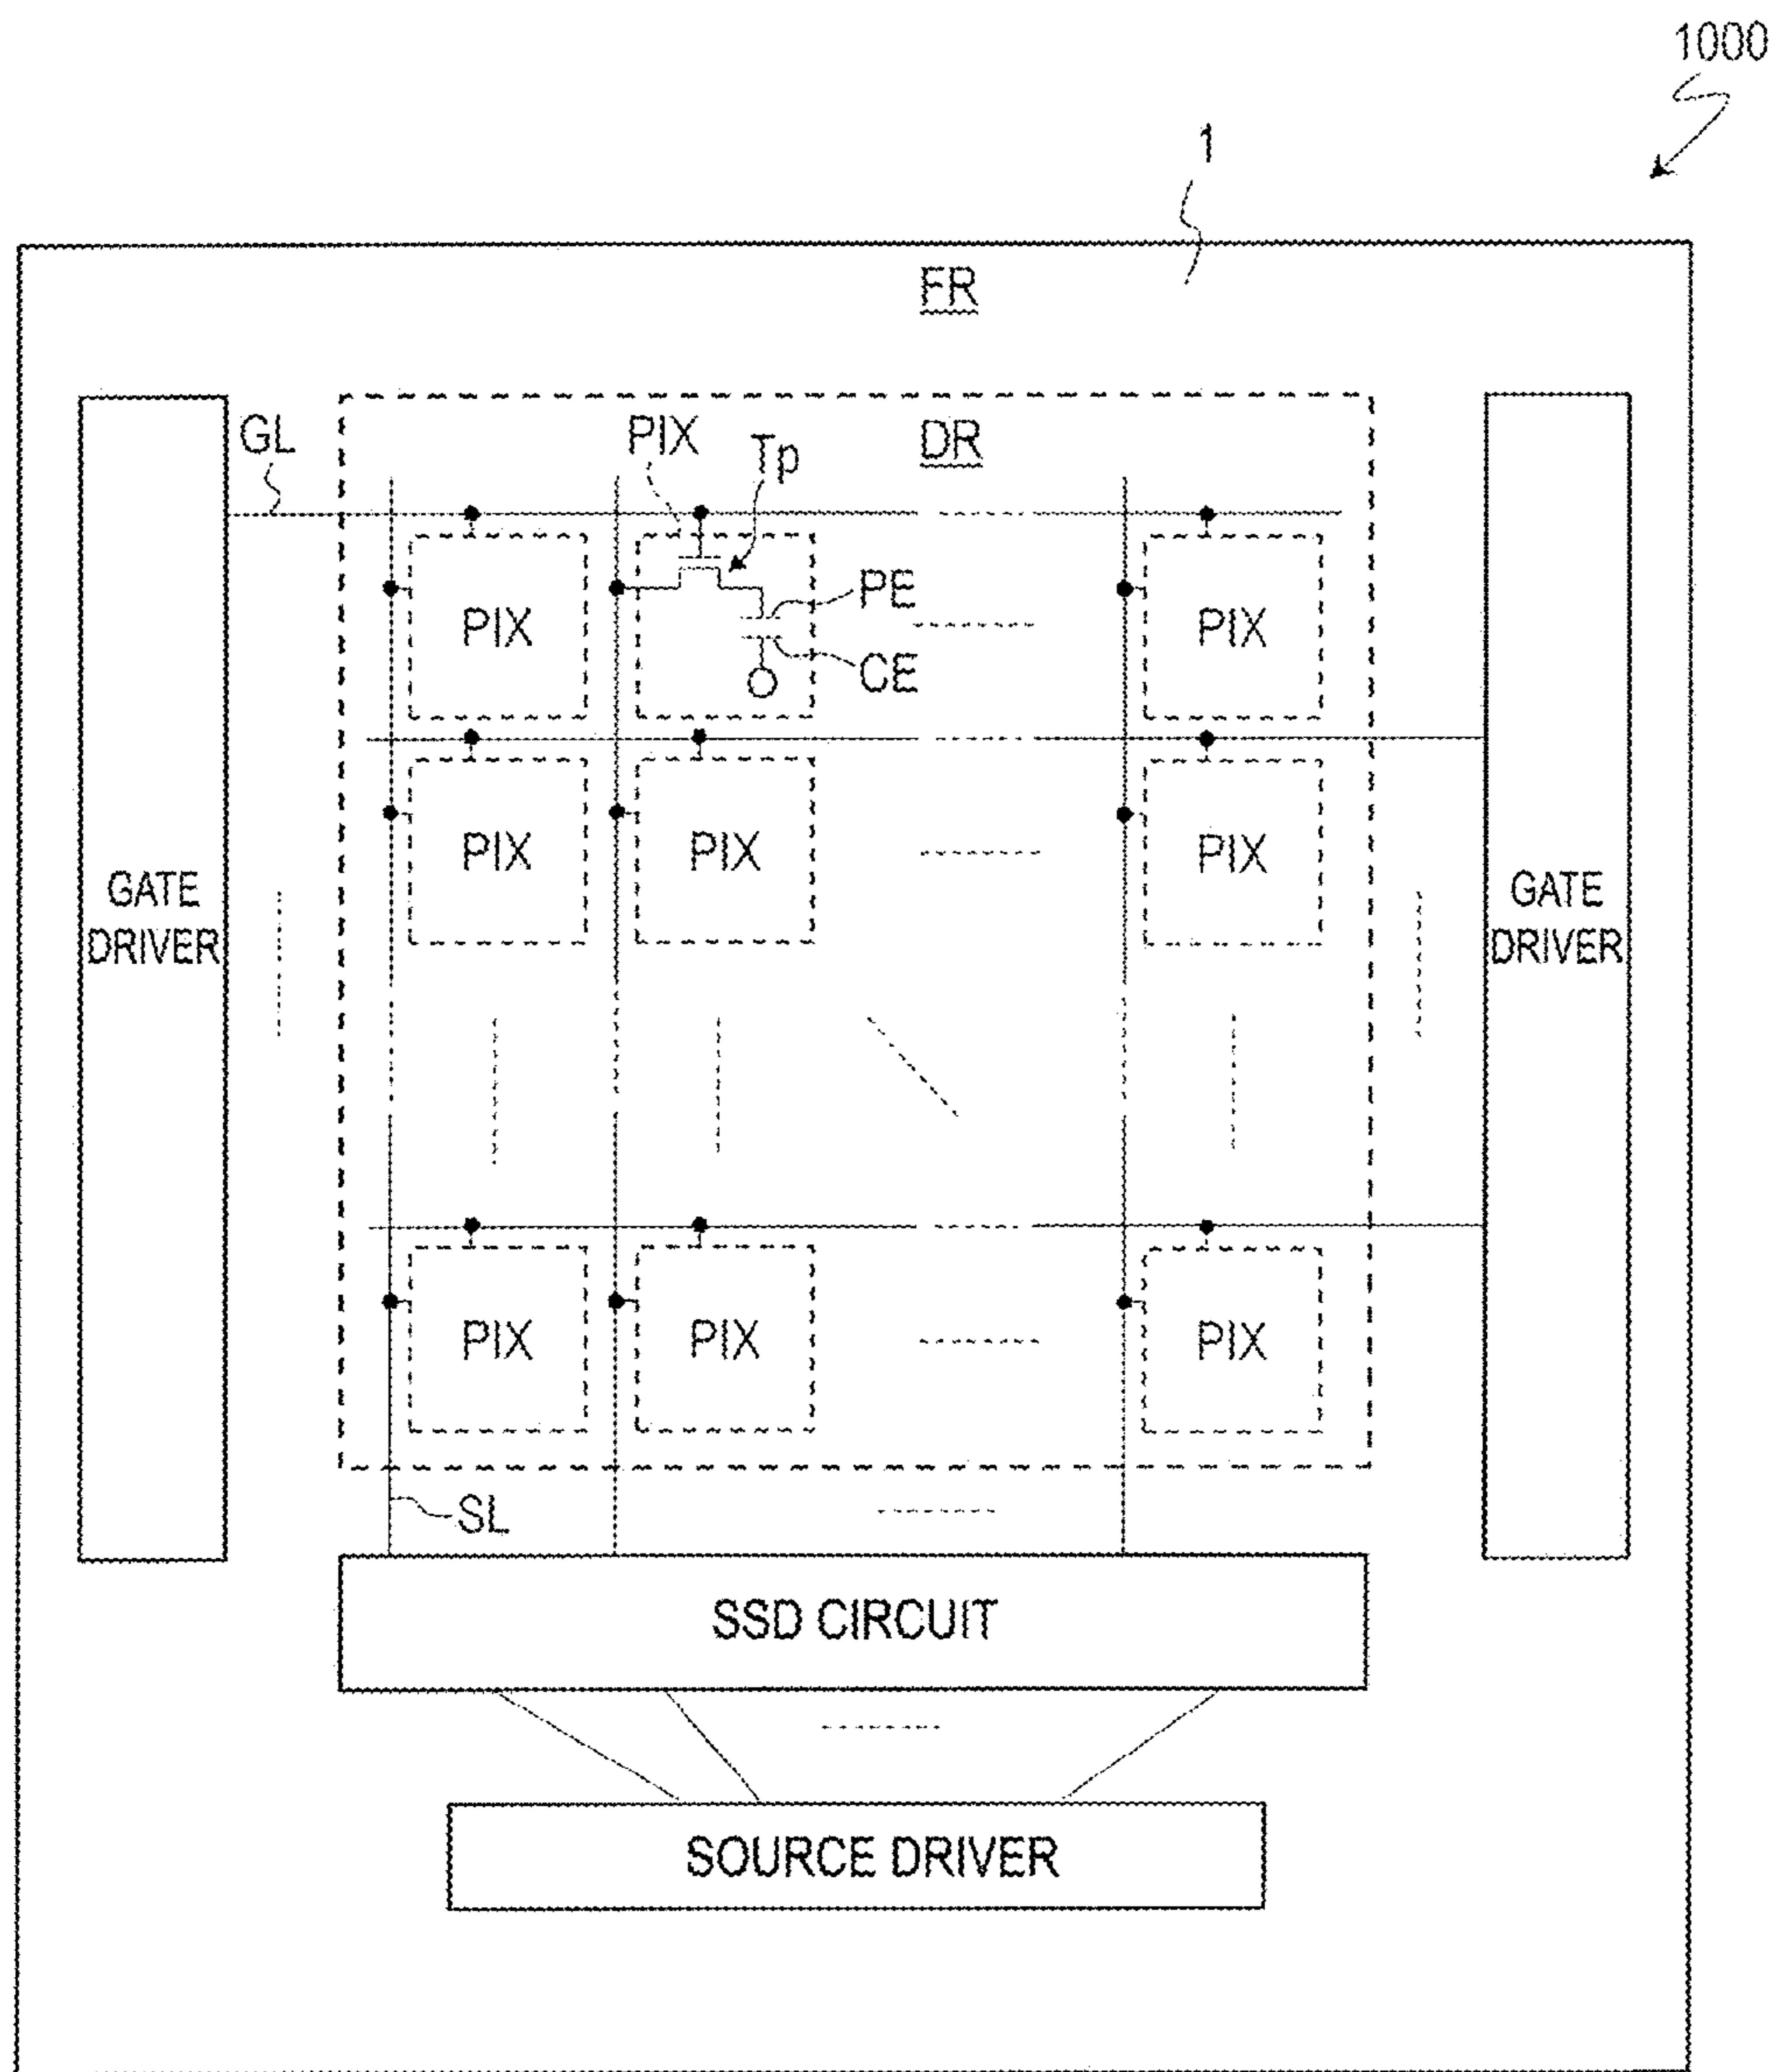 1000
1
FR
GL
PIX
Tp
DR
PIX
PE
CE
PIX
PIX
PIX
PIX
GATE
DRIVER
GATE
DRIVER
PIX
PIX
PIX
SL
SSD CIRCUIT
SOURCE DRIVER